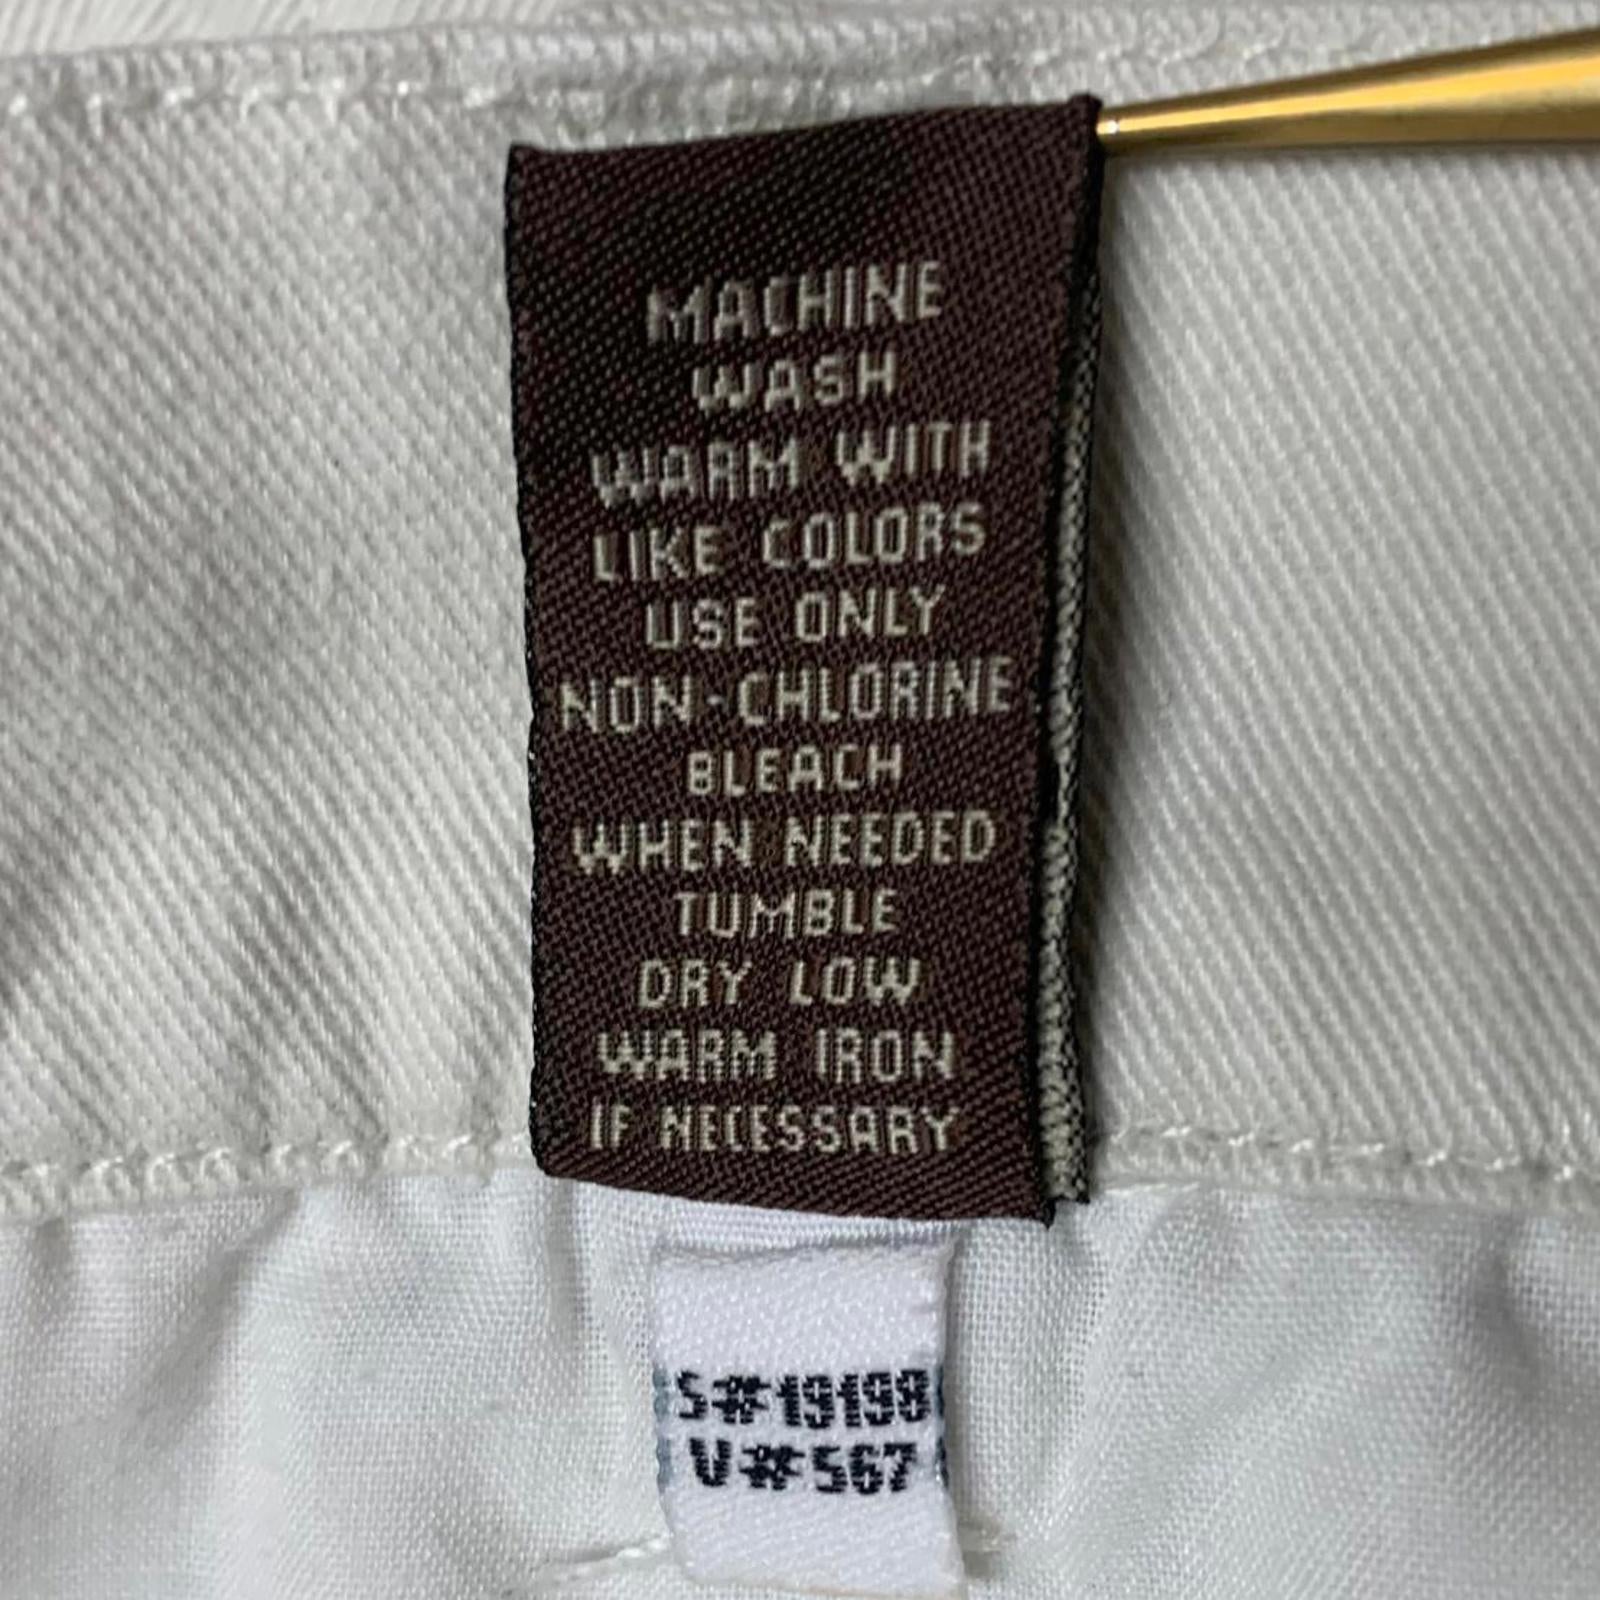 MACHINE
WASH
WARM WITH
LIKE COLORS
USE ONLY
NON-CHLORINE
BLEACH
WHEN NEEDED
TUMBLE
DRY LOW
WARM IRON
IF NECESSARY
S#19198
V#567